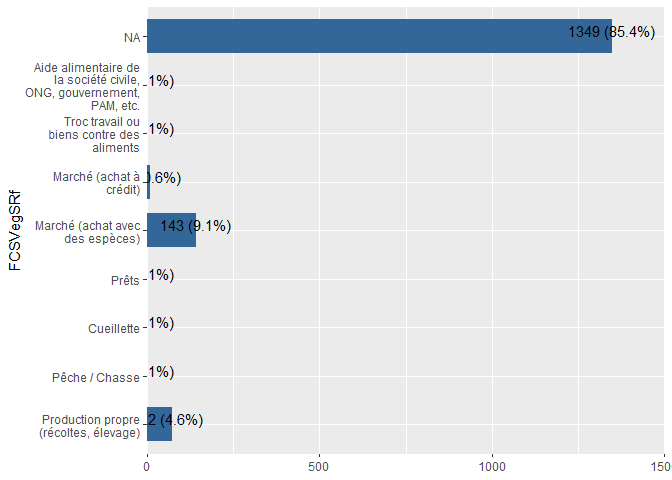 FCSVegSRf
NA
1349 (85.4%)
Aide alimentaire de
la société civile,
ONG, gouvernement,
PAM, etc.
1%)
Troc travail ou
biens contre des
aliments
1%)
Marché (achat à
crédit)
.6%)
Marché (achat avec
des espèces)
143 (9.1%)
Prêts
1%)
Cueillette
1%)
Pêche / Chasse
1%)
Production propre
(récoltes, élevage)
2 (4.6%)
0
500
1000
150